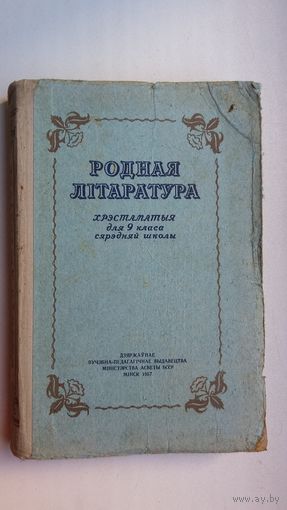 РОДНАЯ
ЛІТАРАТУРА
ХРЭСТАМАТЫЯ
для 9 класа
сярэдняй школы
ДЗЯРЖАЎНАЕ
ВУЧЭБНА-ПЕДАГАГІЧНАЕ ВЫДАВЕЦТВА
МІНІСТЭРСТВА АСВЕТЫ БССР
МІНСК 1957
www.ay.by